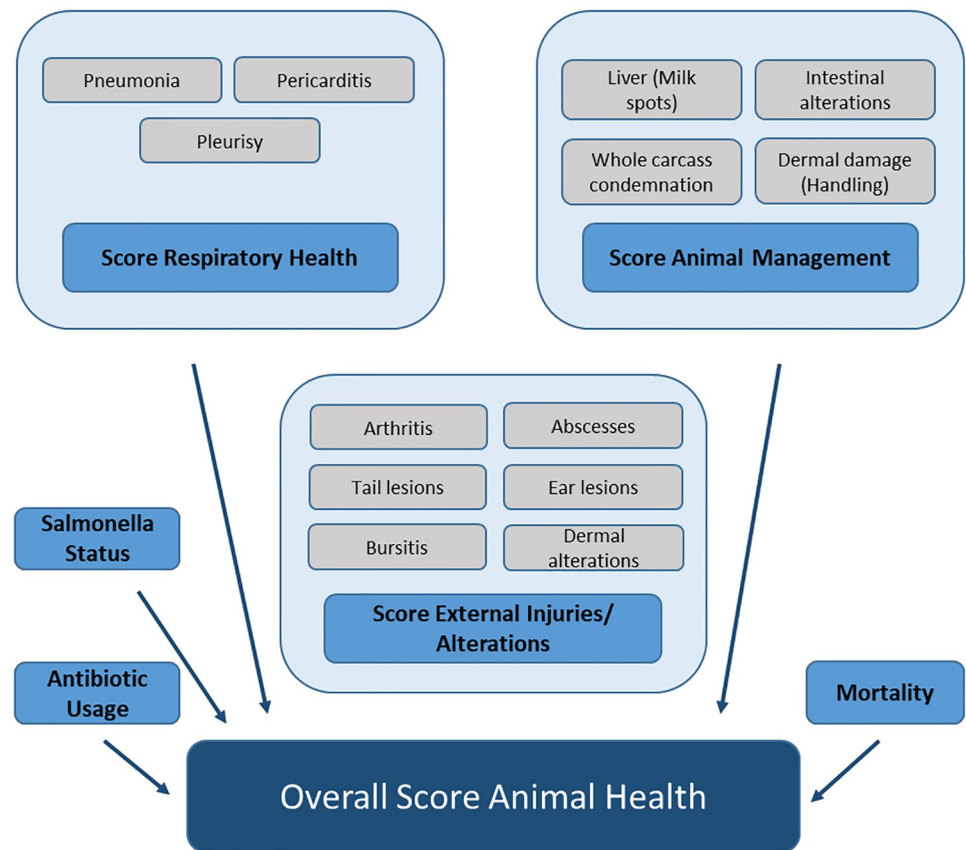 Pneumonia
Pericarditis
Pleurisy
Score Respiratory Health
Liver (Milk
spots)
Intestinal
alterations
Whole carcass
condemnation
Dermal damage
(Handling)
Score Animal Management
Arthritis
Abscesses
Tail lesions
Ear lesions
Bursitis
Dermal
alterations
Score External Injuries/
Alterations
Salmonella
Status
Antibiotic
Usage
Mortality
Overall Score Animal Health